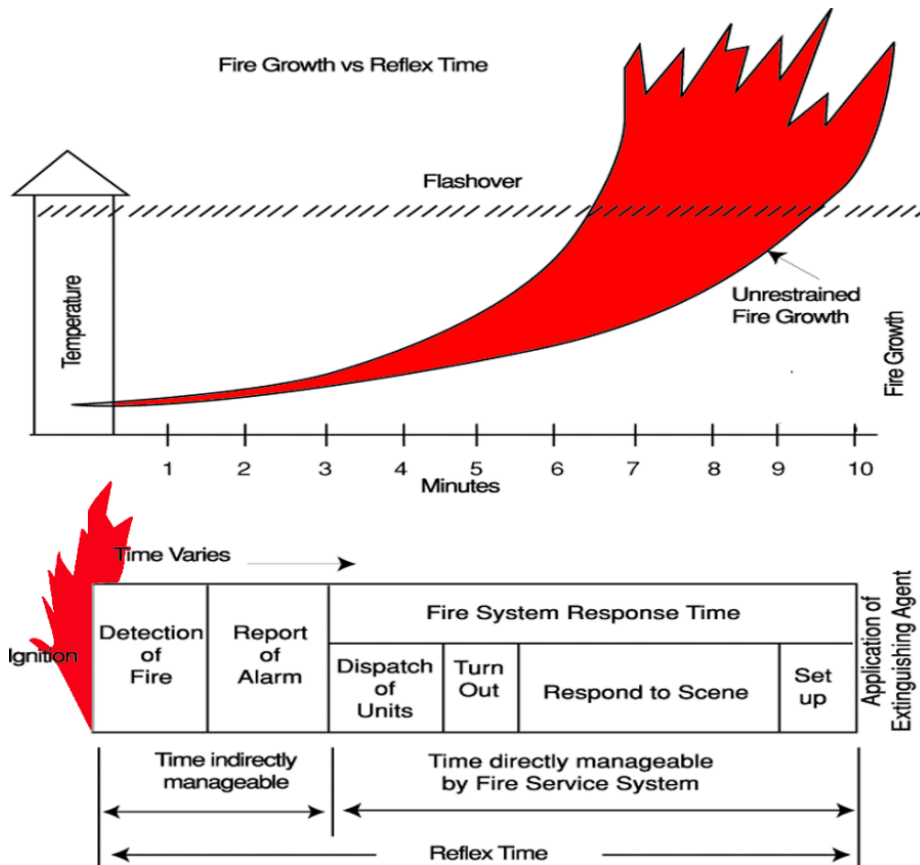 Fire Growth vs Reflex Time
Flashover
Temperature
Unrestrained
Fire Growth
Fire Growth
1 2 3 4 5 6 7 8 9 10
Minutes
Time Varies
Ignition
Detection
of
Fire
Report
of
Alarm
Fire System Response Time
Dispatch
of
Units
Turn
Out
Respond to Scene
Set
up
Application of
Extinguishing Agent
Time indirectly
manageable
Time directly manageable
by Fire Service System
Reflex Time